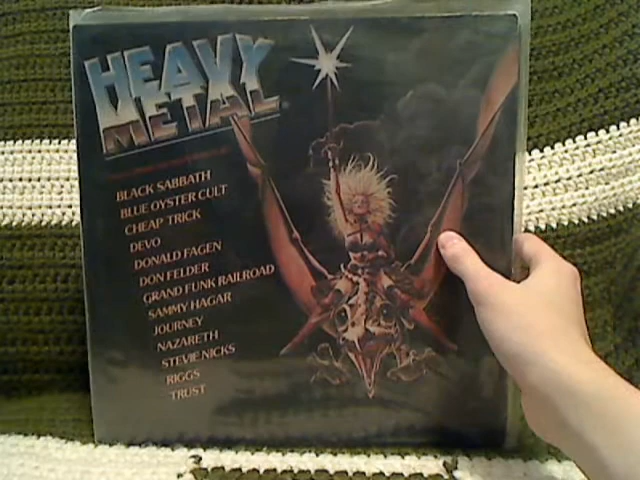 HEAVY
METAL
BLACK SABBATH
BLUE OYSTER CULT
CHEAP TRICK
DEVO
DONALD FAGEN
DON FELDER
GRAND FUNK RAILROAD
SAMMY HAGAR
JOURNEY
NAZARETH
STEVIE NICKS
RIGGS
TRUST